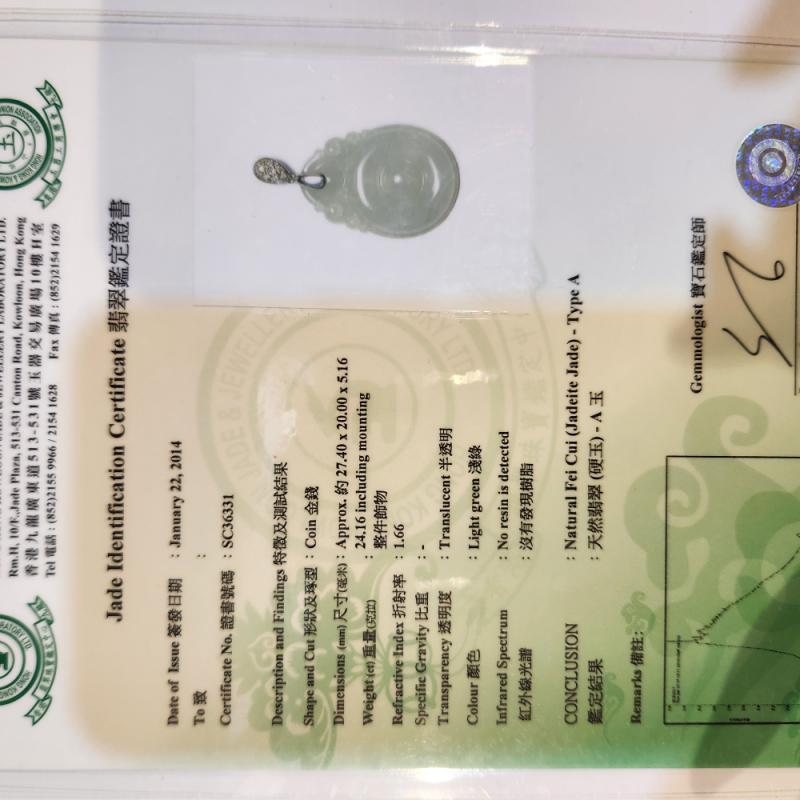 Rm.H, 10/F., Jade Plaza, 513-531 Canton Road, Kowloon, Hong Kong
香港九龍廣東道513-531號玉器交易廣場10樓H室
Tel 電話 : (852)2155 9966 / 2154 1628 Fax 傳真 : (852)2154 1629
Jade Identification Certificate 翡翠鑑定證書
Date of Issue 簽發日期 : January 22, 2014
To 致 :
Certificate No. 證書號碼 : SC36331
Description and Findings 特徵及測試結果
Shape and Cut 形狀及琢型 : Coin 金錢
Dimensions (mm) 尺寸(毫米) : Approx. 約 27.40 x 20.00 x 5.16
Weight (ct) 重量(克拉) : 24.16 including mounting
整件飾物
Refractive Index 折射率 : 1.66
Specific Gravity 比重 : -
Transparency 透明度 : Translucent 半透明
Colour 顏色 : Light green 淺綠
Infrared Spectrum : No resin is detected
紅外線光譜 : 沒有發現樹脂
CONCLUSION : Natural Fei Cui (Jadeite Jade) - Type A
鑑定結果 : 天然翡翠 (硬玉) - A 玉
Remarks 備註:
Gemmologist 寶石鑑定師